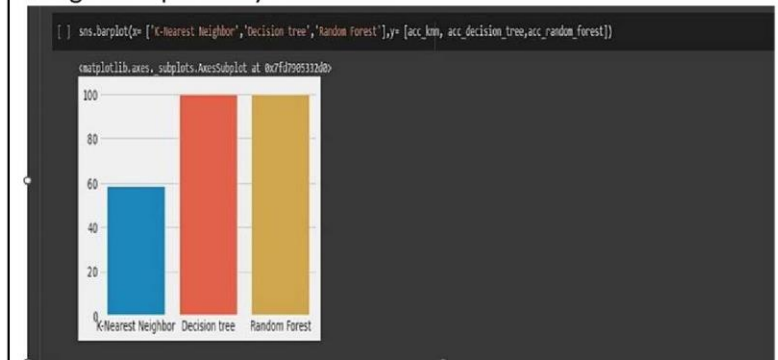 [ ] sns.barplot(x= ['K-Nearest Neighbor','Decision tree','Random Forest'],y= [acc_knn, acc_decision_tree,acc_random_forest])
<matplotlib.axes._subplots.AxesSubplot at 0x7fd7905332d0>
100
80
60
40
20
0
K-Nearest Neighbor Decision tree Random Forest